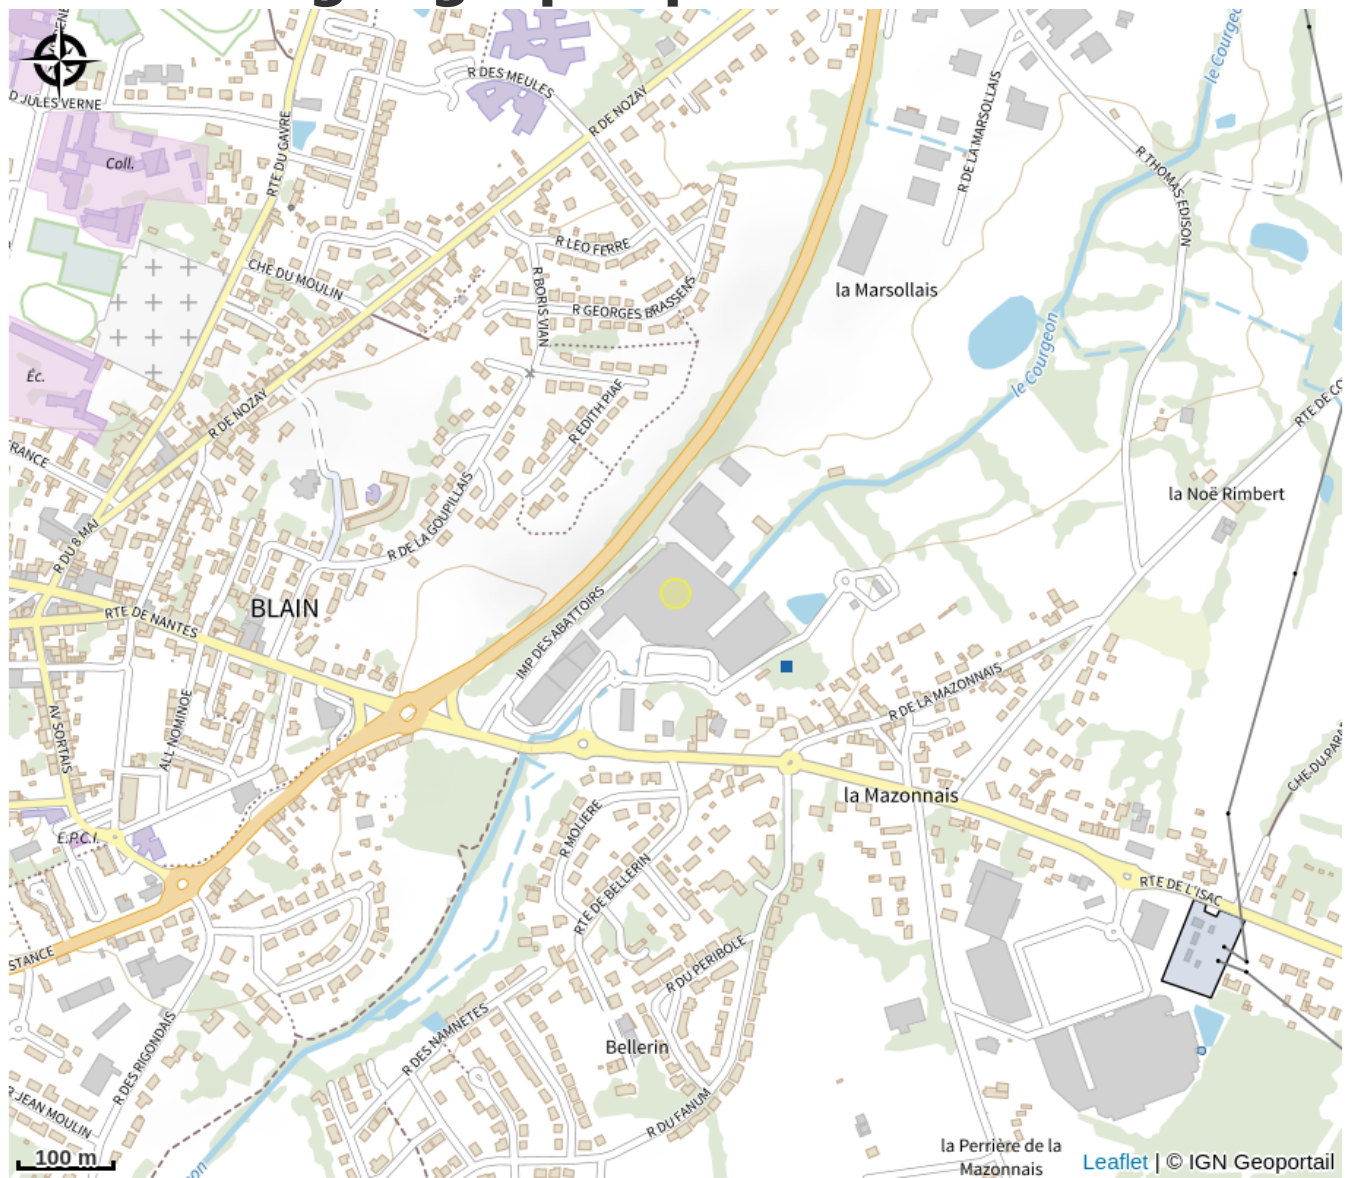 R DES MEULES
D JULES VERNE
R DE NOZAY
RTE DU GAVRE
Coll.
le Courgeon
R DE LA MARSOLLAIS
R THOMAS EDISON
R LEO FERRE
CHE DU MOULIN
R BORIS VIAN
R GEORGES BRASSENS
la Marsollais
le Courgeon
Éc.
R DE NOZAY
R EDITH PIAF
RTE DE CO
FRANCE
la Noë Rimbert
R DU 8 MAI
R DE LA GOUPILLAIS
BLAIN
RTE DE NANTES
IMP DES ABATTOIRS
R DE LA MAZONNAIS
AV SORTAIS
ALL NOMINOE
CHE DU PARA
la Mazonnais
E.P.C.I.
R MOLIERE
RTE DE BELLERIN
RTE DE L'ISAC
STANCE
R DU PERIBOLE
R DES NAMNETES
R DES RIGONDAIS
Bellerin
R JEAN MOULIN
R DU FANUM
la Perrière de la
Mazonnais
100 m
Leaflet | © IGN Geoportail